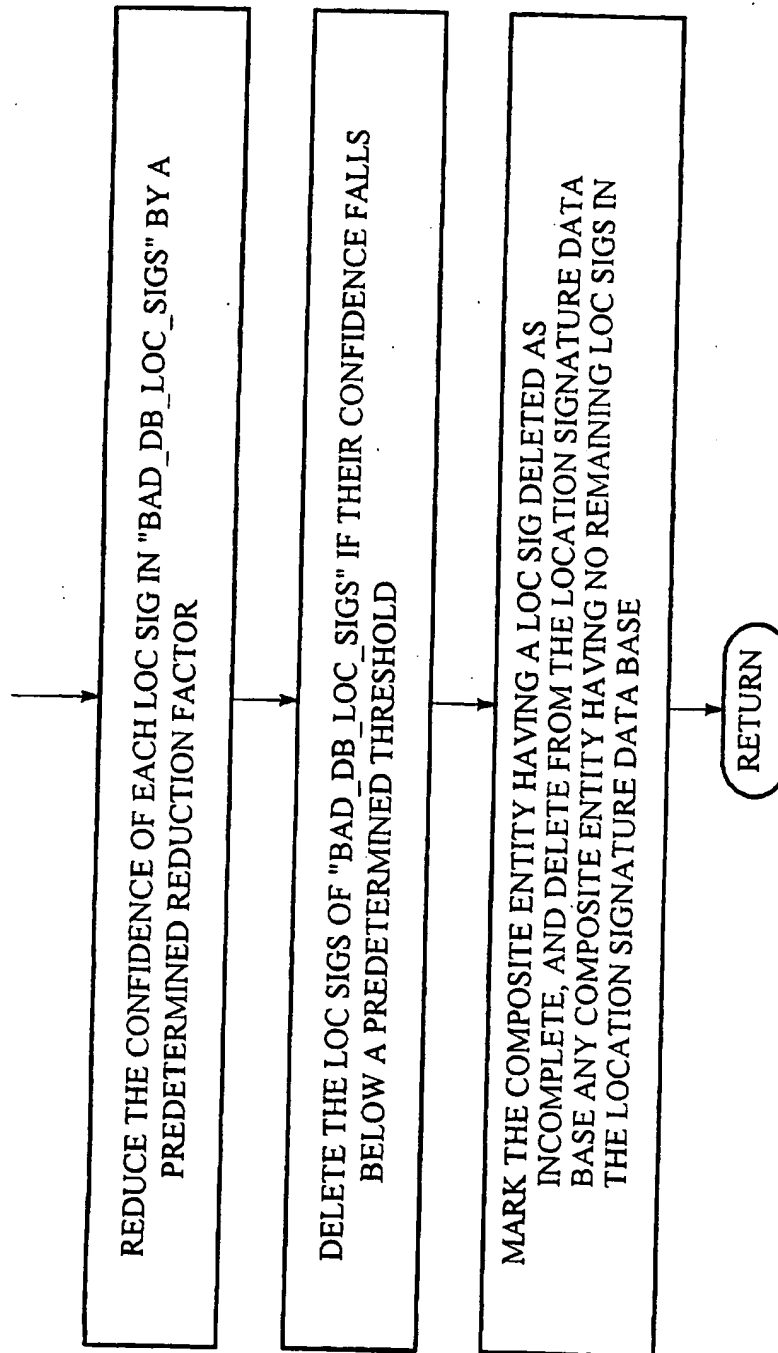 REDUCE THE CONFIDENCE OF EACH LOC SIG IN "BAD_DB_LOC_SIGS" BY A
PREDETERMINED REDUCTION FACTOR
DELETE THE LOC SIGS OF "BAD_DB_LOC_SIGS" IF THEIR CONFIDENCE FALLS
BELOW A PREDETERMINED THRESHOLD
MARK THE COMPOSITE ENTITY HAVING A LOC SIG DELETED AS
INCOMPLETE, AND DELETE FROM THE LOCATION SIGNATURE DATA
BASE ANY COMPOSITE ENTITY HAVING NO REMAINING LOC SIGS IN
THE LOCATION SIGNATURE DATA BASE
RETURN